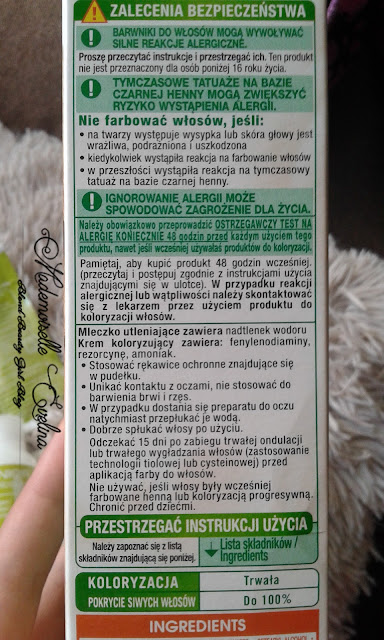 ZALECENIA BEZPIECZEŃSTWA
BARWNIKI DO WŁOSÓW MOGĄ WYWOŁYWAĆ
SILNE REAKCJE ALERGICZNE.
Proszę przeczytać instrukcje i przestrzegać ich. Ten produkt
nie jest przeznaczony dla osób poniżej 16 roku życia.
TYMCZASOWE TATUAŻE NA BAZIE
CZARNEJ HENNY MOGĄ ZWIĘKSZYĆ
RYZYKO WYSTĄPIENIA ALERGII.
Nie farbować włosów, jeśli:
• na twarzy występuje wysypka lub skóra głowy jest
wrażliwa, podrażniona i uszkodzona
• kiedykolwiek wystąpiła reakcja na farbowanie włosów
• w przeszłości wystąpiła reakcja na tymczasowy
tatuaż na bazie czarnej henny.
IGNOROWANIE ALERGII MOŻE
SPOWODOWAĆ ZAGROŻENIE DLA ŻYCIA.
Należy obowiązkowo przeprowadzić OSTRZEGAWCZY TEST NA
ALERGIĘ KONIECZNIE 48 godzin przed każdym użyciem tego
produktu, nawet jeśli wcześniej używałaś produktów do koloryzacji.
Pamiętaj, aby kupić produkt 48 godzin wcześniej.
(przeczytaj i postępuj zgodnie z instrukcjami użycia
znajdującymi się w ulotce). W przypadku reakcji
alergicznej lub wątpliwości należy skontaktować
się z lekarzem przez użyciem produktu do
koloryzacji włosów.
Mleczko utleniające zawiera nadtlenek wodoru
Krem koloryzujący zawiera: fenylenodiaminy,
rezorcynę, amoniak.
• Stosować rękawice ochronne znajdujące się
w pudełku.
• Unikać kontaktu z oczami, nie stosować do
barwienia brwi i rzęs.
• W przypadku dostania się preparatu do oczu
natychmiast przepłukać je wodą.
• Dobrze spłukać włosy po użyciu.
Odczekać 15 dni po zabiegu trwałej ondulacji
lub trwałego wygładzania włosów (zastosowanie
technologii tiolowej lub cysteinowej) przed
aplikacją farby do włosów.
Nie używać, jeśli włosy były wcześniej
farbowane henną lub koloryzacją progresywną.
Chronić przed dziećmi.
PRZESTRZEGAĆ INSTRUKCJI UŻYCIA
Należy zapoznać się z listą
składników znajdującą się poniżej.
Lista składników /
Ingredients
KOLORYZACJA Trwała
POKRYCIE SIWYCH WŁOSÓW Do 100%
INGREDIENTS
Mademoiselle Evelina